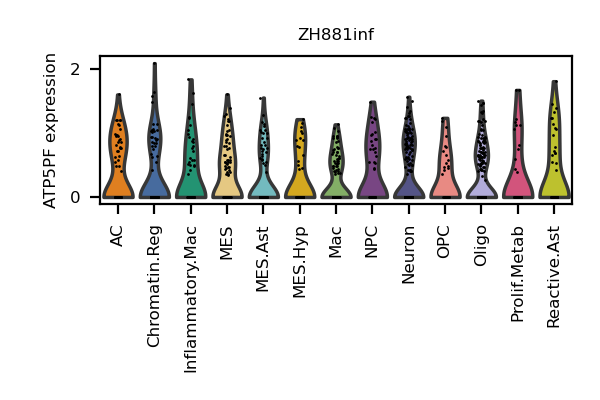 ZH881inf
ATP5PF expression
2
0
AC
Chromatin.Reg
Inflammatory.Mac
MES
MES.Ast
MES.Hyp
Mac
NPC
Neuron
OPC
Oligo
Prolif.Metab
Reactive.Ast